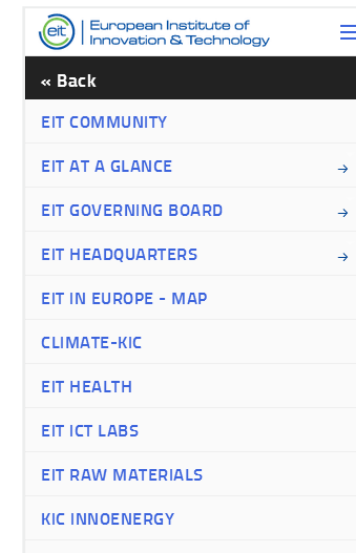 eit
European Institute of
Innovation & Technology
« Back
EIT COMMUNITY
EIT AT A GLANCE
EIT GOVERNING BOARD
EIT HEADQUARTERS
EIT IN EUROPE - MAP
CLIMATE-KIC
EIT HEALTH
EIT ICT LABS
EIT RAW MATERIALS
KIC INNOENERGY